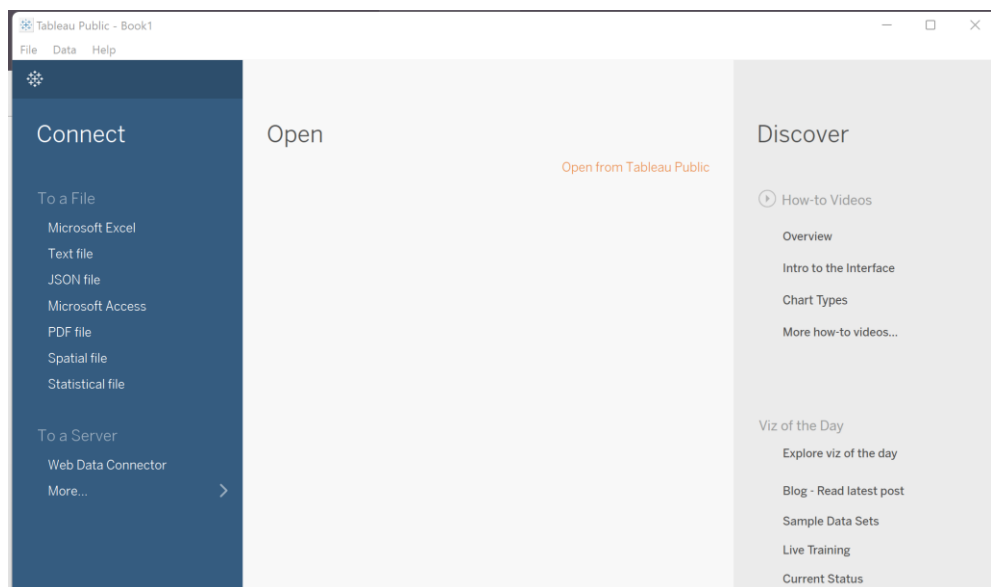 Tableau Public - Book1
File Data Help
Connect
To a File
Microsoft Excel
Text file
JSON file
Microsoft Access
PDF file
Spatial file
Statistical file
To a Server
Web Data Connector
More...
Open
Open from Tableau Public
Discover
How-to Videos
Overview
Intro to the Interface
Chart Types
More how-to videos...
Viz of the Day
Explore viz of the day
Blog - Read latest post
Sample Data Sets
Live Training
Current Status